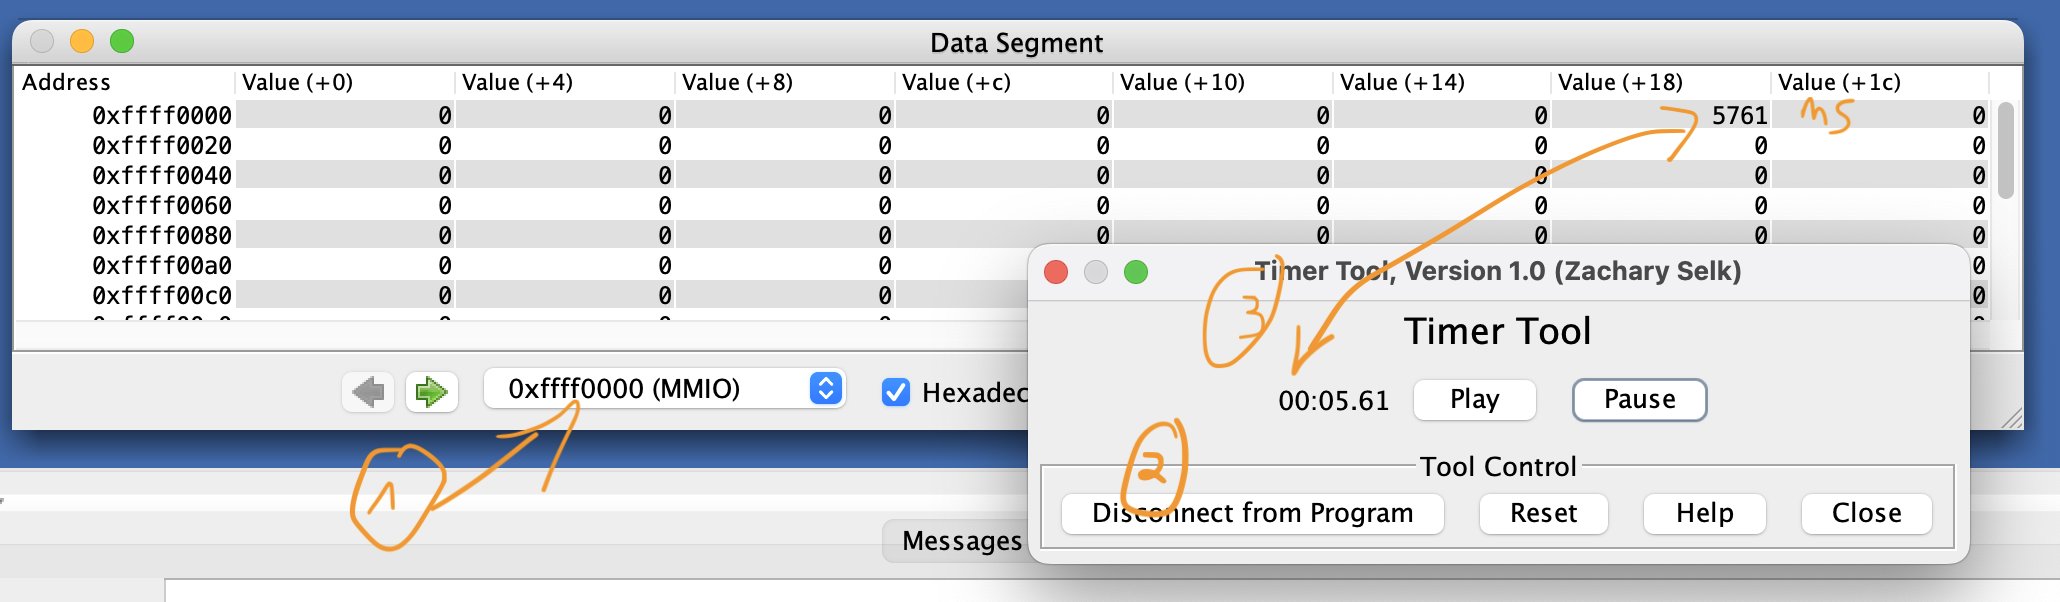 Data Segment
Address Value (+0) Value (+4) Value (+8) Value (+c) Value (+10) Value (+14) Value (+18) Value (+1c)
0xffff0000 0 0 0 0 0 0 5761 ms 0
0xffff0020 0 0 0 0 0 0 0 0
0xffff0040 0 0 0 0 0 0 0 0
0xffff0060 0 0 0 0 0 0 0 0
0xffff0080 0 0 0 0 0 0 0 0
0xffff00a0 0 0 0 0
0xffff00c0 0 0 0 0
Timer Tool, Version 1.0 (Zachary Selk)
3
Timer Tool
0xffff0000 (MMIO) Hexadec
00:05.61 Play Pause
2
1
Tool Control
Disconnect from Program Reset Help Close
Messages